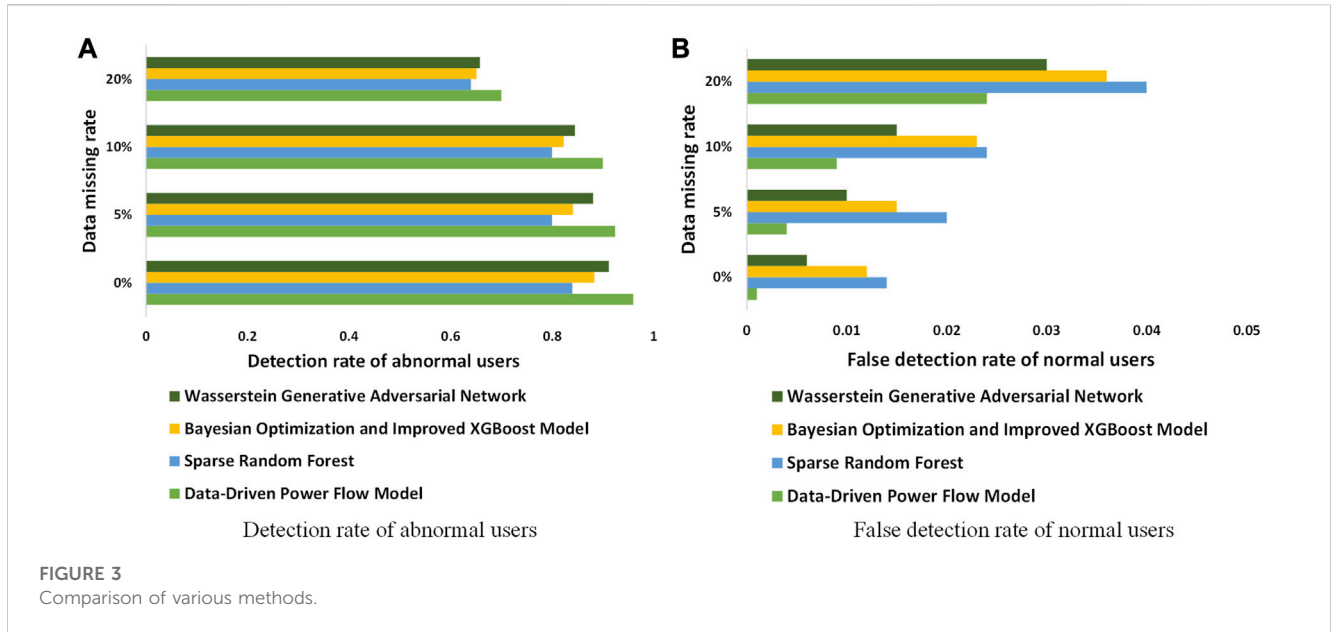 A
Data missing rate
20%
10%
5%
0%
0 0.2 0.4 0.6 0.8 1
Detection rate of abnormal users
Wasserstein Generative Adversarial Network
Bayesian Optimization and Improved XGBoost Model
Sparse Random Forest
Data-Driven Power Flow Model
Detection rate of abnormal users
B
Data missing rate
20%
10%
5%
0%
0 0.01 0.02 0.03 0.04 0.05
False detection rate of normal users
Wasserstein Generative Adversarial Network
Bayesian Optimization and Improved XGBoost Model
Sparse Random Forest
Data-Driven Power Flow Model
False detection rate of normal users
FIGURE 3
Comparison of various methods.